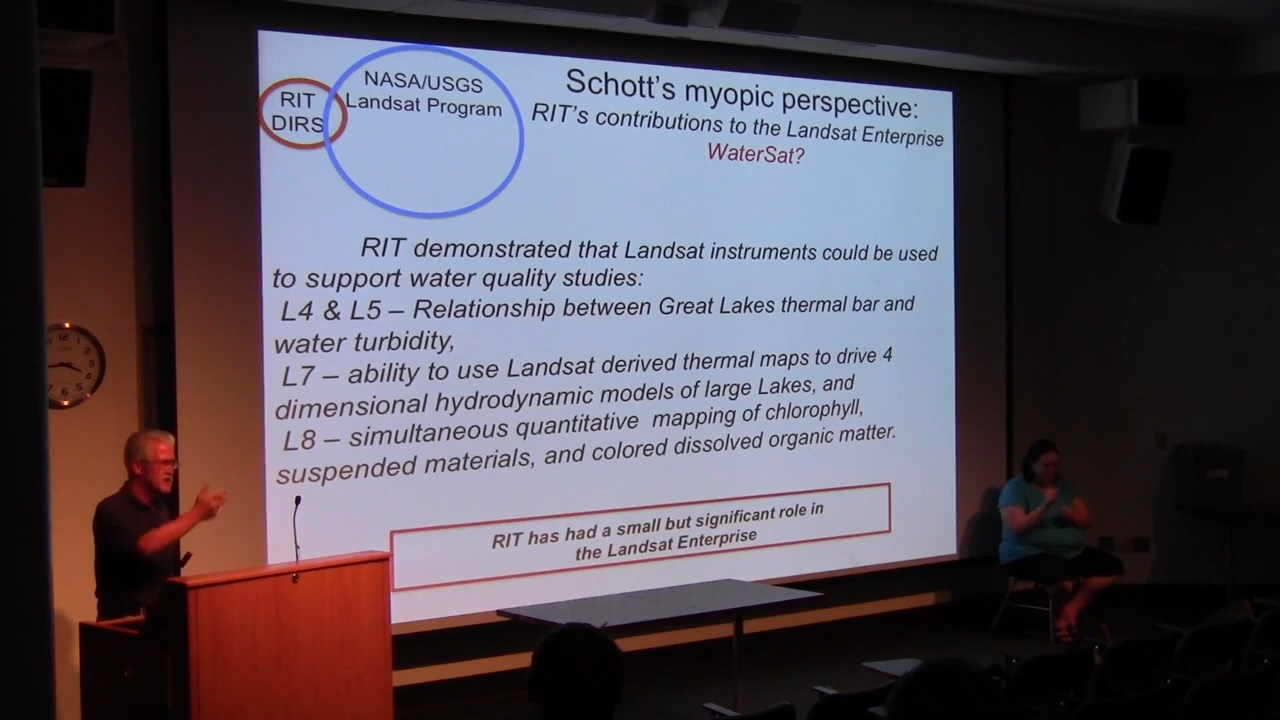 NASA/USGS
Landsat Program
RIT
DIRS
Schott's myopic perspective:
RIT's contributions to the Landsat Enterprise
WaterSat?
RIT demonstrated that Landsat instruments could be used
to support water quality studies:
L4 & L5 – Relationship between Great Lakes thermal bar and
water turbidity,
L7 – ability to use Landsat derived thermal maps to drive 4
dimensional hydrodynamic models of large Lakes, and
L8 – simultaneous quantitative mapping of chlorophyll,
suspended materials, and colored dissolved organic matter.
RIT has had a small but significant role in
the Landsat Enterprise